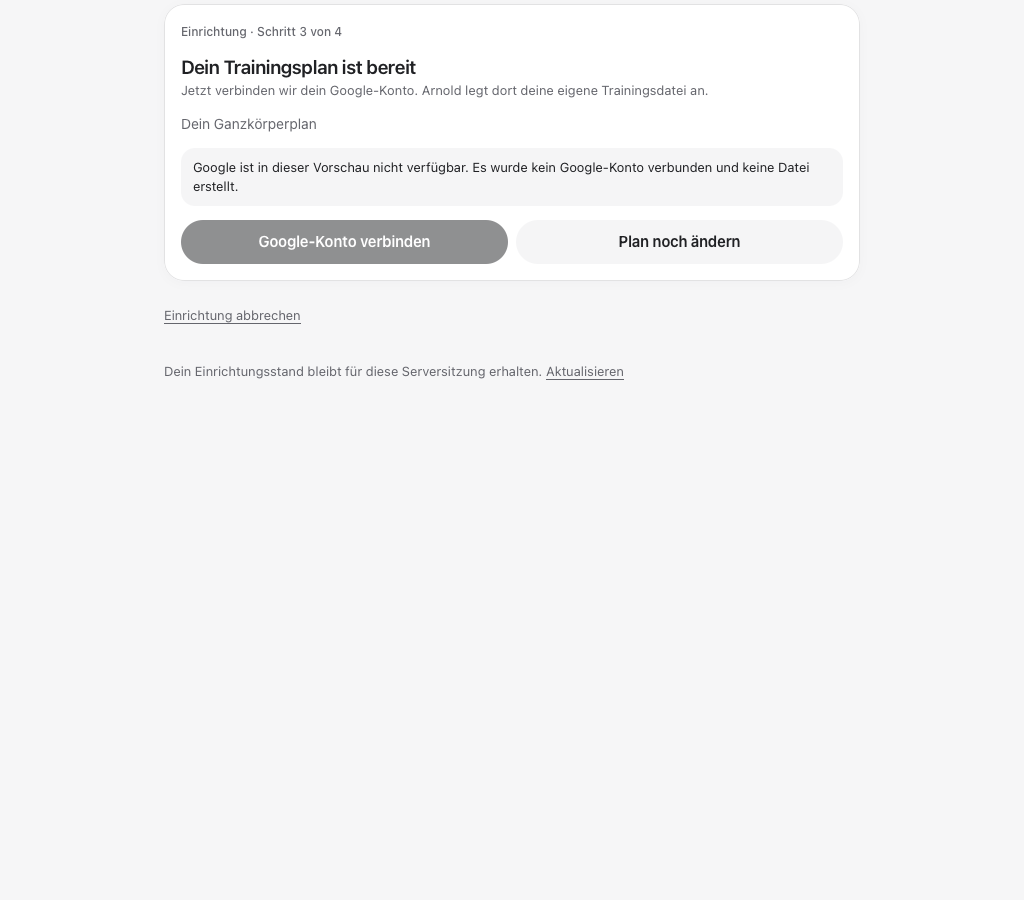 Einrichtung · Schritt 3 von 4
Dein Trainingsplan ist bereit
Jetzt verbinden wir dein Google-Konto. Arnold legt dort deine eigene Trainingsdatei an.
Dein Ganzkörperplan
Google ist in dieser Vorschau nicht verfügbar. Es wurde kein Google-Konto verbunden und keine Datei
erstellt.
Google-Konto verbinden
Plan noch ändern
Einrichtung abbrechen
Dein Einrichtungsstand bleibt für diese Serversitzung erhalten. Aktualisieren